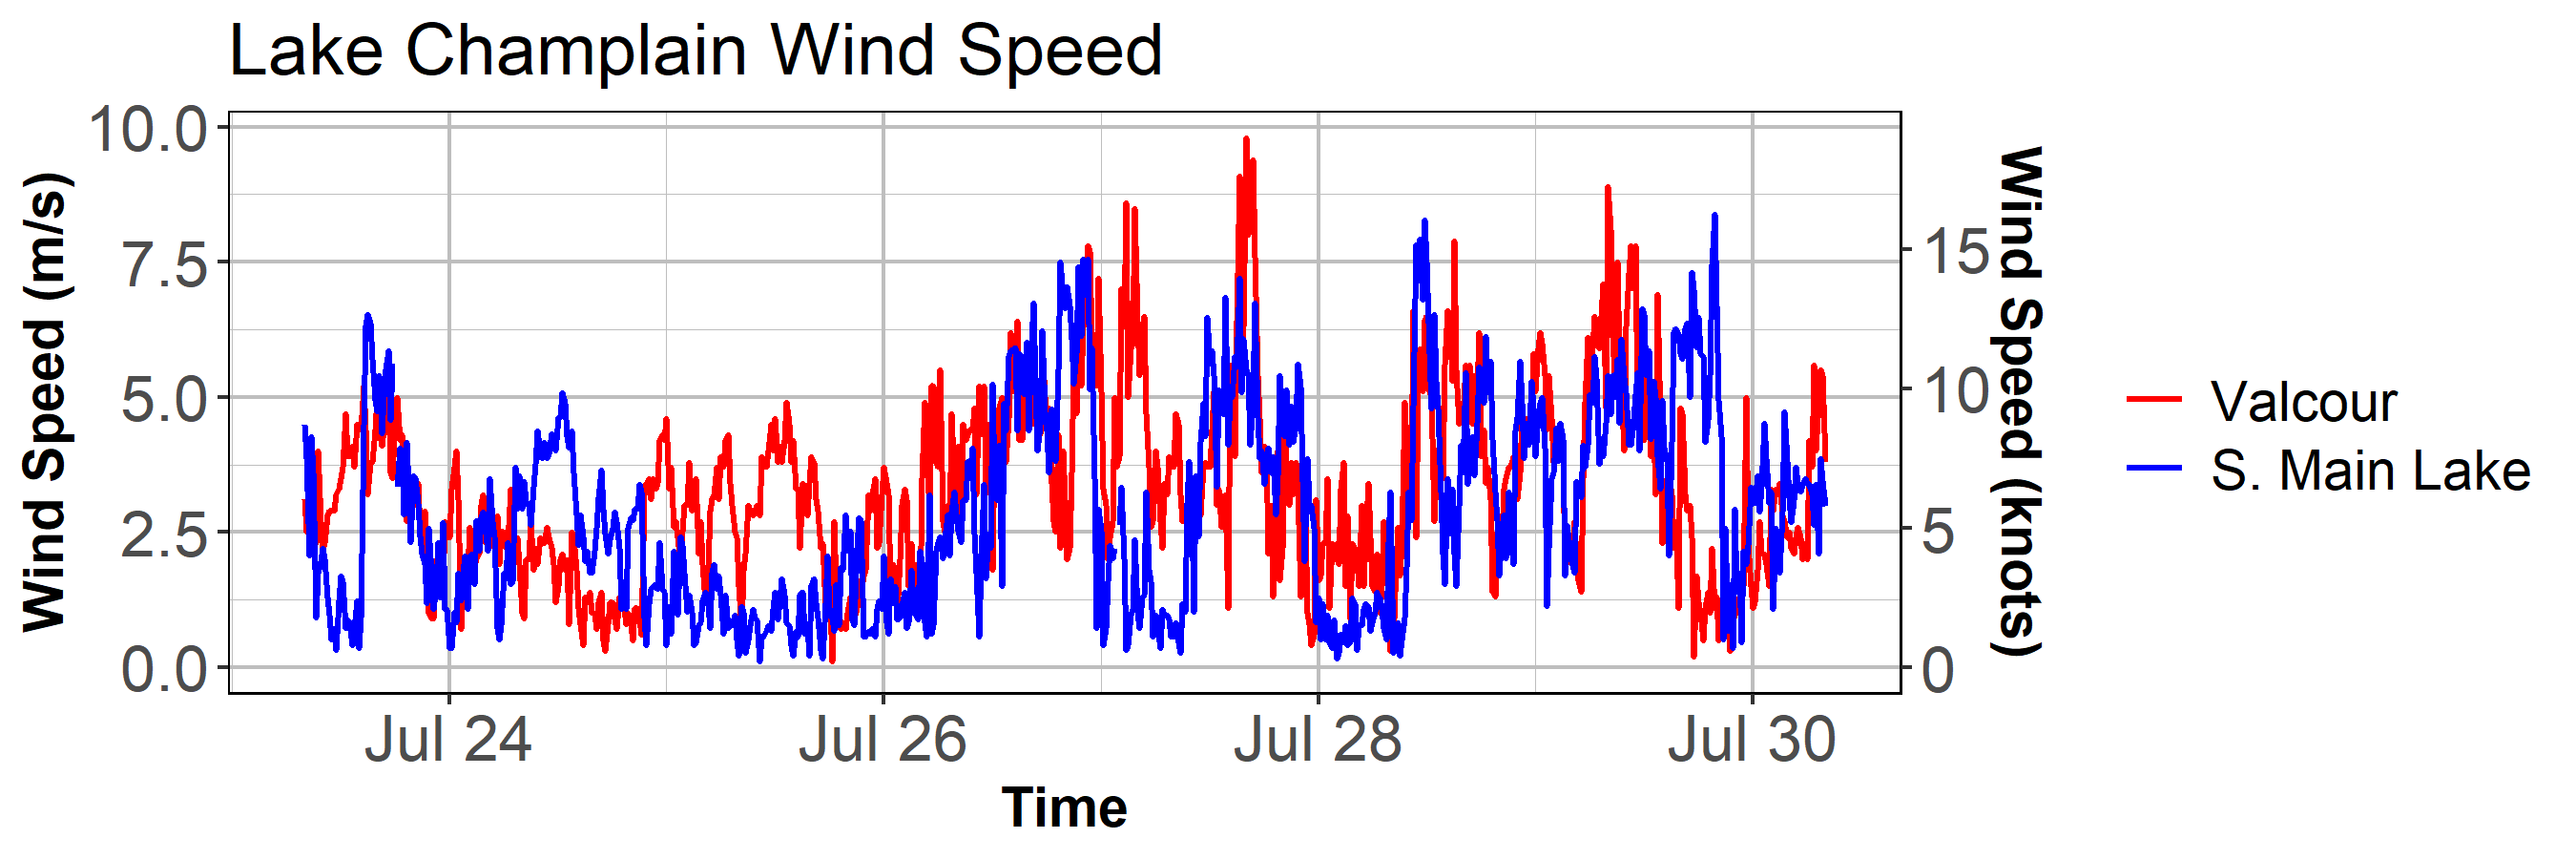 Lake Champlain Wind Speed
Wind Speed (m/s)
10.0
7.5
5.0
2.5
0.0
15
10
5
0
Wind Speed (knots)
Jul 24
Jul 26
Jul 28
Jul 30
Time
Valcour
S. Main Lake